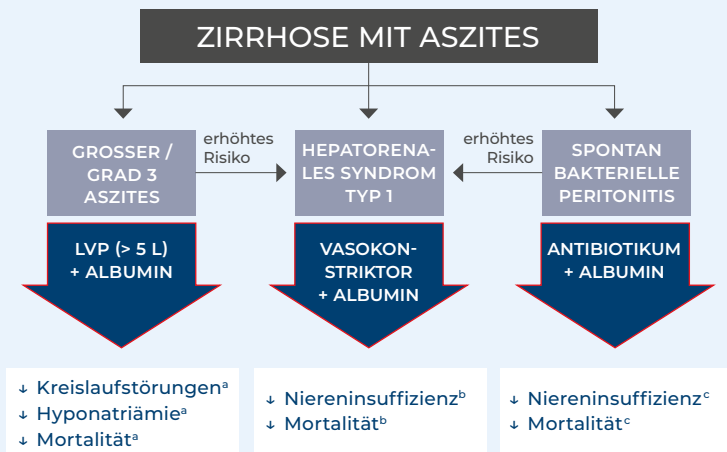 ZIRRHOSE MIT ASZITES
GROSSER /
GRAD 3
ASZITES
erhöhtes
Risiko
HEPATORENA-
LES SYNDROM
TYP 1
erhöhtes
Risiko
SPONTAN
BAKTERIELLE
PERITONITIS
LVP (> 5 L)
+ ALBUMIN
VASOKON-
STRIKTOR
+ ALBUMIN
ANTIBIOTIKUM
+ ALBUMIN
↓ Kreislaufstörungenᵃ
↓ Hyponatriämieᵃ
↓ Mortalitätᵃ
↓ Niereninsuffizienzᵇ
↓ Mortalitätᵇ
↓ Niereninsuffizienzᶜ
↓ Mortalitätᶜ